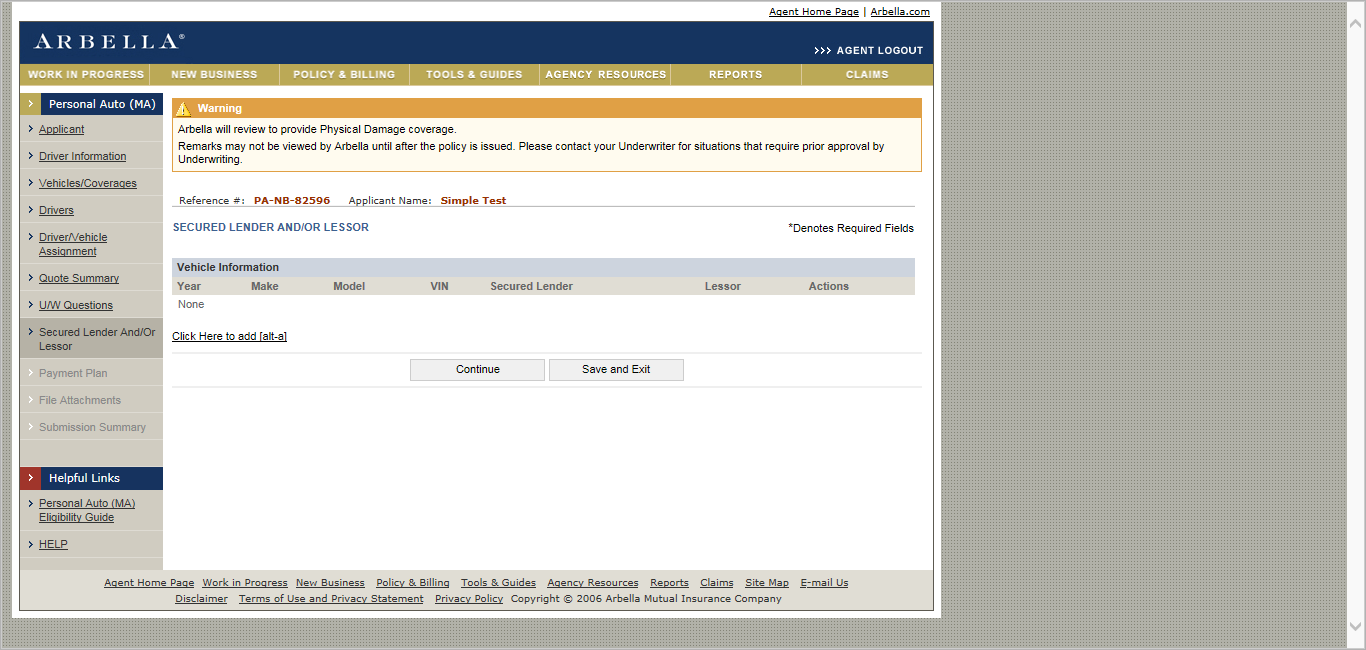 Agent Home Page | Arbella.com
ARBELLA®
>>> AGENT LOGOUT
WORK IN PROGRESS NEW BUSINESS POLICY & BILLING TOOLS & GUIDES AGENCY RESOURCES REPORTS CLAIMS
Personal Auto (MA)
Applicant
Driver Information
Vehicles/Coverages
Drivers
Driver/Vehicle
Assignment
Quote Summary
U/W Questions
Secured Lender And/Or
Lessor
Payment Plan
File Attachments
Submission Summary
Helpful Links
Personal Auto (MA)
Eligibility Guide
HELP
Warning
Arbella will review to provide Physical Damage coverage.
Remarks may not be viewed by Arbella until after the policy is issued. Please contact your Underwriter for situations that require prior approval by
Underwriting.
Reference #: PA-NB-82596 Applicant Name: Simple Test
SECURED LENDER AND/OR LESSOR *Denotes Required Fields
Vehicle Information
Year Make Model VIN Secured Lender Lessor Actions
None
Click Here to add [alt-a]
Continue Save and Exit
Agent Home Page Work in Progress New Business Policy & Billing Tools & Guides Agency Resources Reports Claims Site Map E-mail Us
Disclaimer Terms of Use and Privacy Statement Privacy Policy Copyright © 2006 Arbella Mutual Insurance Company